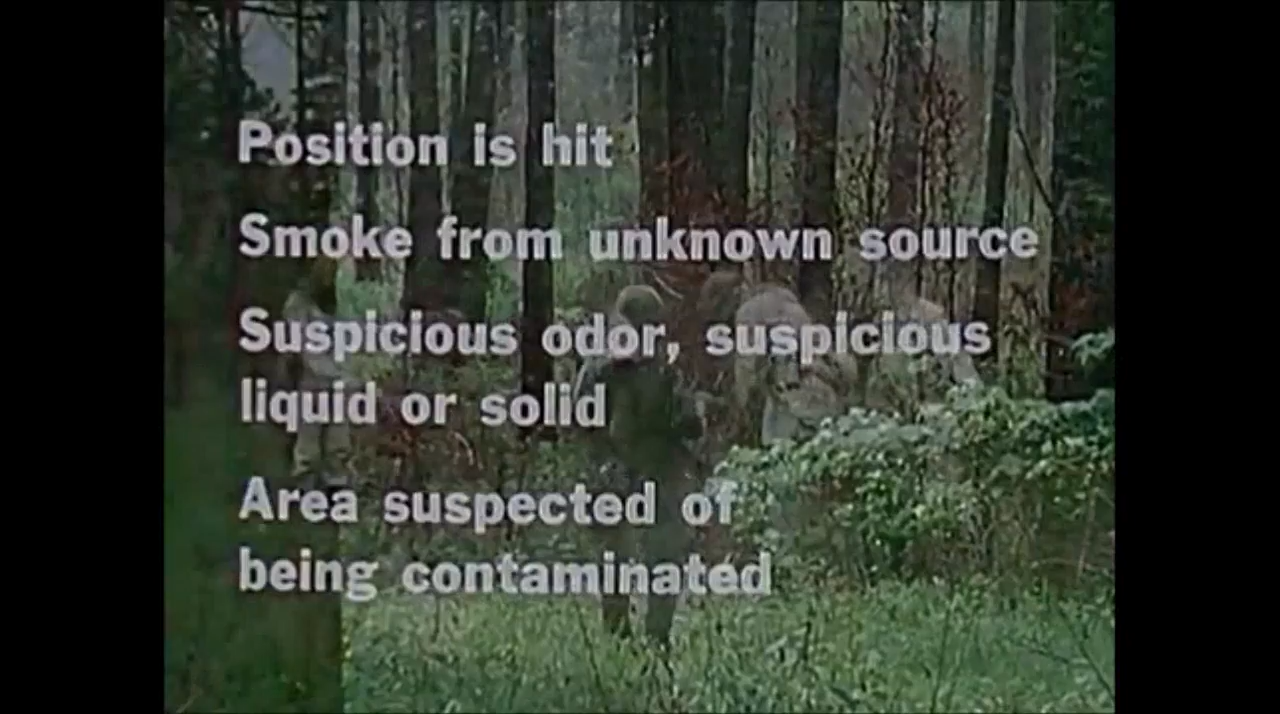 Position is hit
Smoke from unknown source
Suspicious odor, suspicious
liquid or solid
Area suspected of
being contaminated